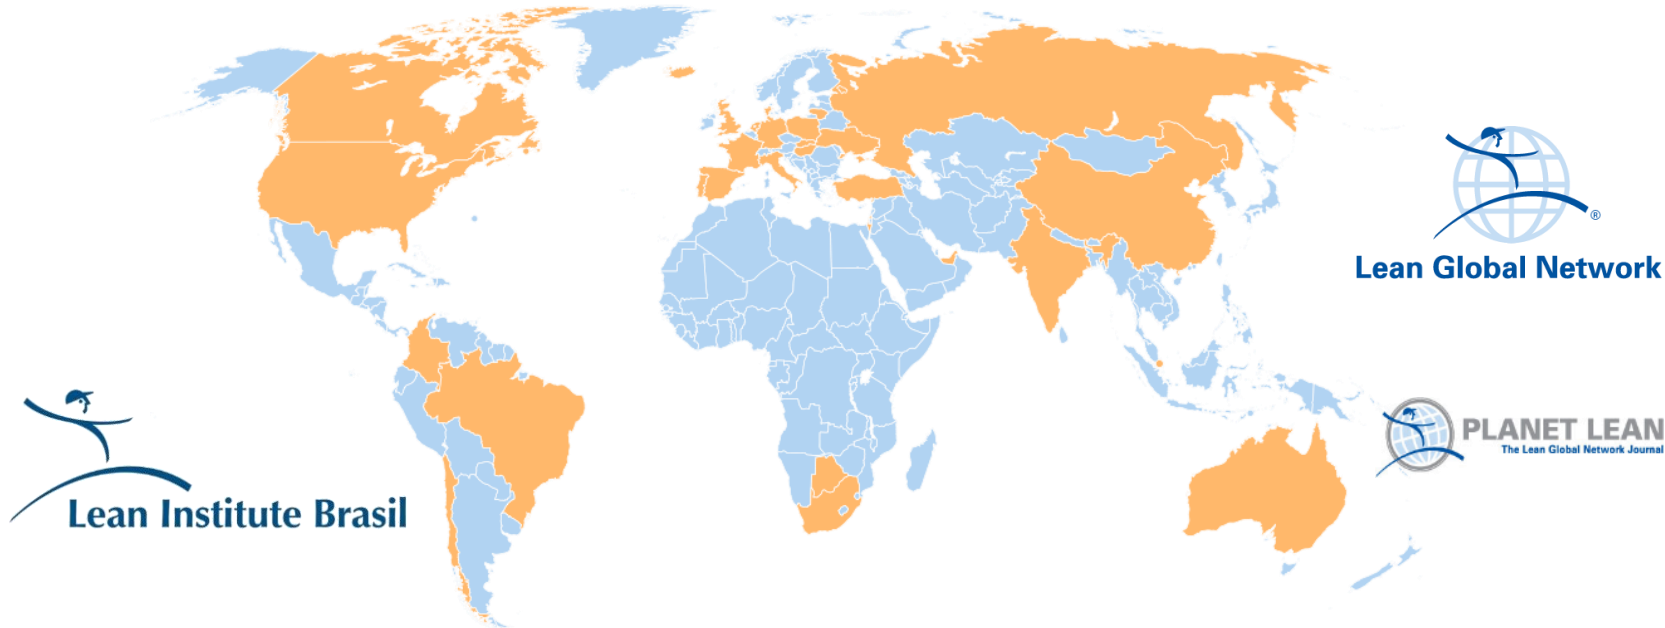 Lean Global Network
®
PLANET LEAN
The Lean Global Network Journal
Lean Institute Brasil